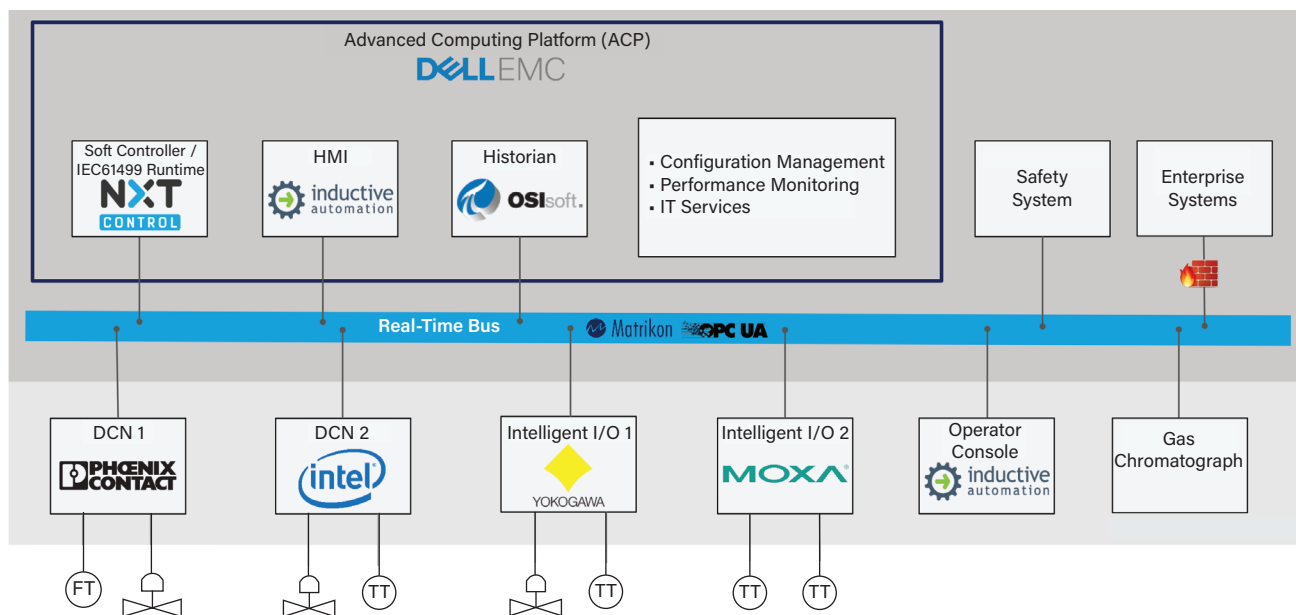 Advanced Computing Platform (ACP)
DELL EMC
Soft Controller /
IEC61499 Runtime
NXT
CONTROL
HMI
inductive
automation
Historian
OSIsoft.
▪ Configuration Management
▪ Performance Monitoring
▪ IT Services
Safety
System
Enterprise
Systems
Real-Time Bus
Matrikon
OPC UA
DCN 1
PHŒNIX
CONTACT
DCN 2
intel®
Intelligent I/O 1
YOKOGAWA
Intelligent I/O 2
MOXA®
Operator
Console
inductive
automation
Gas
Chromatograph
FT
TT
TT
TT
TT